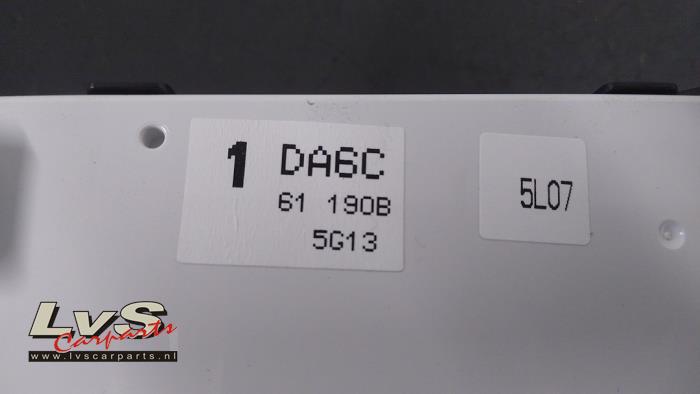 1 DA6C
61 190B
5G13
5L07
LvS
Carparts
www.lvscarparts.nl